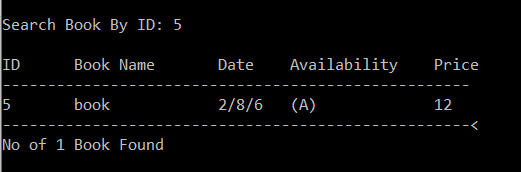 Search Book By ID: 5
ID Book Name Date Availability Price
----------------------------------------------------
5 book 2/8/6 (A) 12
----------------------------------------------------<
No of 1 Book Found